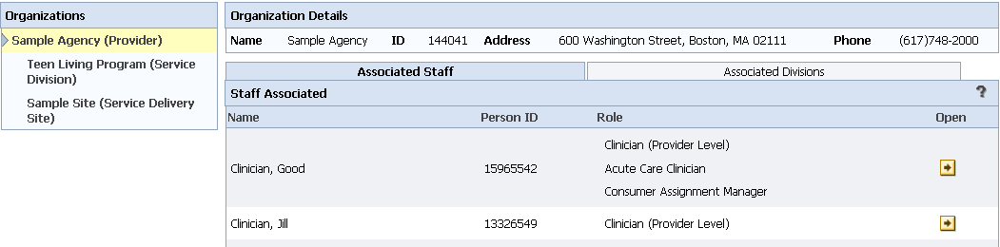 Organizations
Sample Agency (Provider)
Teen Living Program (Service
Division)
Sample Site (Service Delivery
Site)
Organization Details
Name Sample Agency ID 144041 Address 600 Washington Street, Boston, MA 02111 Phone (617)748-2000
Associated Staff Associated Divisions
Staff Associated ?
Name Person ID Role Open
Clinician (Provider Level)
Clinician, Good 15965542 Acute Care Clinician
Consumer Assignment Manager
Clinician, Jill 13326549 Clinician (Provider Level)